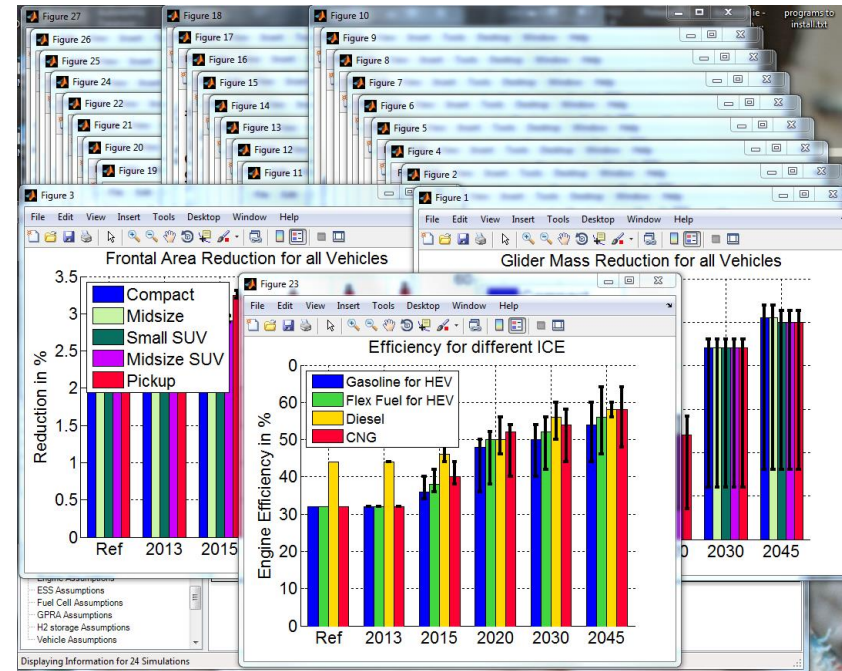 Figure 27
Figure 18
Figure 10
programs to
install.txt
Figure 26
Figure 17
Figure 9
Figure 25
Figure 16
Figure 8
Figure 24
Figure 15
Figure 7
Figure 22
Figure 14
Figure 6
Figure 21
Figure 13
Figure 5
Figure 20
Figure 12
Figure 4
Figure 19
Figure 11
Figure 2
Figure 3
File Edit View Insert Tools Desktop Window Help
Frontal Area Reduction for all Vehicles
Reduction in %
3.5
3
2.5
2
1.5
1
0.5
0
Compact
Midsize
Small SUV
Midsize SUV
Pickup
Ref 2013 2015
Figure 1
File Edit View Insert Tools Desktop Window Help
Glider Mass Reduction for all Vehicles
2030 2045
Figure 23
File Edit View Insert Tools Desktop Window Help
Efficiency for different ICE
Engine Efficiency in %
0
60
50
40
30
20
10
0
Gasoline for HEV
Flex Fuel for HEV
Diesel
CNG
Ref 2013 2015 2020 2030 2045
Engine Assumptions
ESS Assumptions
Fuel Cell Assumptions
GPRA Assumptions
H2 storage Assumptions
Vehicle Assumptions
Displaying Information for 24 Simulations